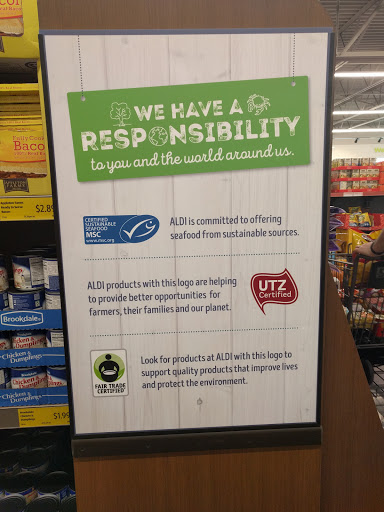 WE HAVE A
RESPONSIBILITY
to you and the world around us.
CERTIFIED
SUSTAINABLE
SEAFOOD
MSC
www.msc.org
ALDI is committed to offering
seafood from sustainable sources.
ALDI products with this logo are helping
to provide better opportunities for
farmers, their families and our planet.
UTZ
Certified
FAIR TRADE
CERTIFIED
Look for products at ALDI with this logo to
support quality products that improve lives
and protect the environment.
Fully Cooked
Bacon
$2.8
Brookdale
Chicken &
Dumplings
Chicken &
Dumplings
$1.99